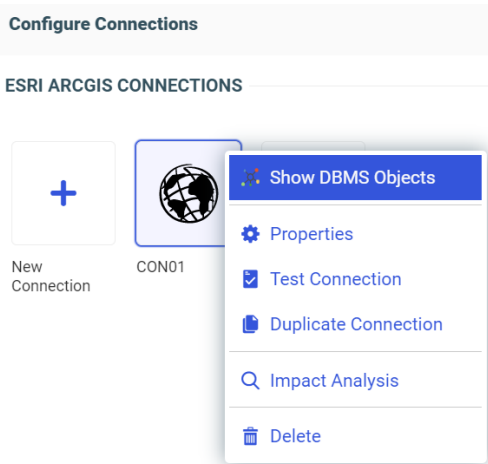 Configure Connections
ESRI ARCGIS CONNECTIONS
New
Connection
CON01
Show DBMS Objects
Properties
Test Connection
Duplicate Connection
Impact Analysis
Delete